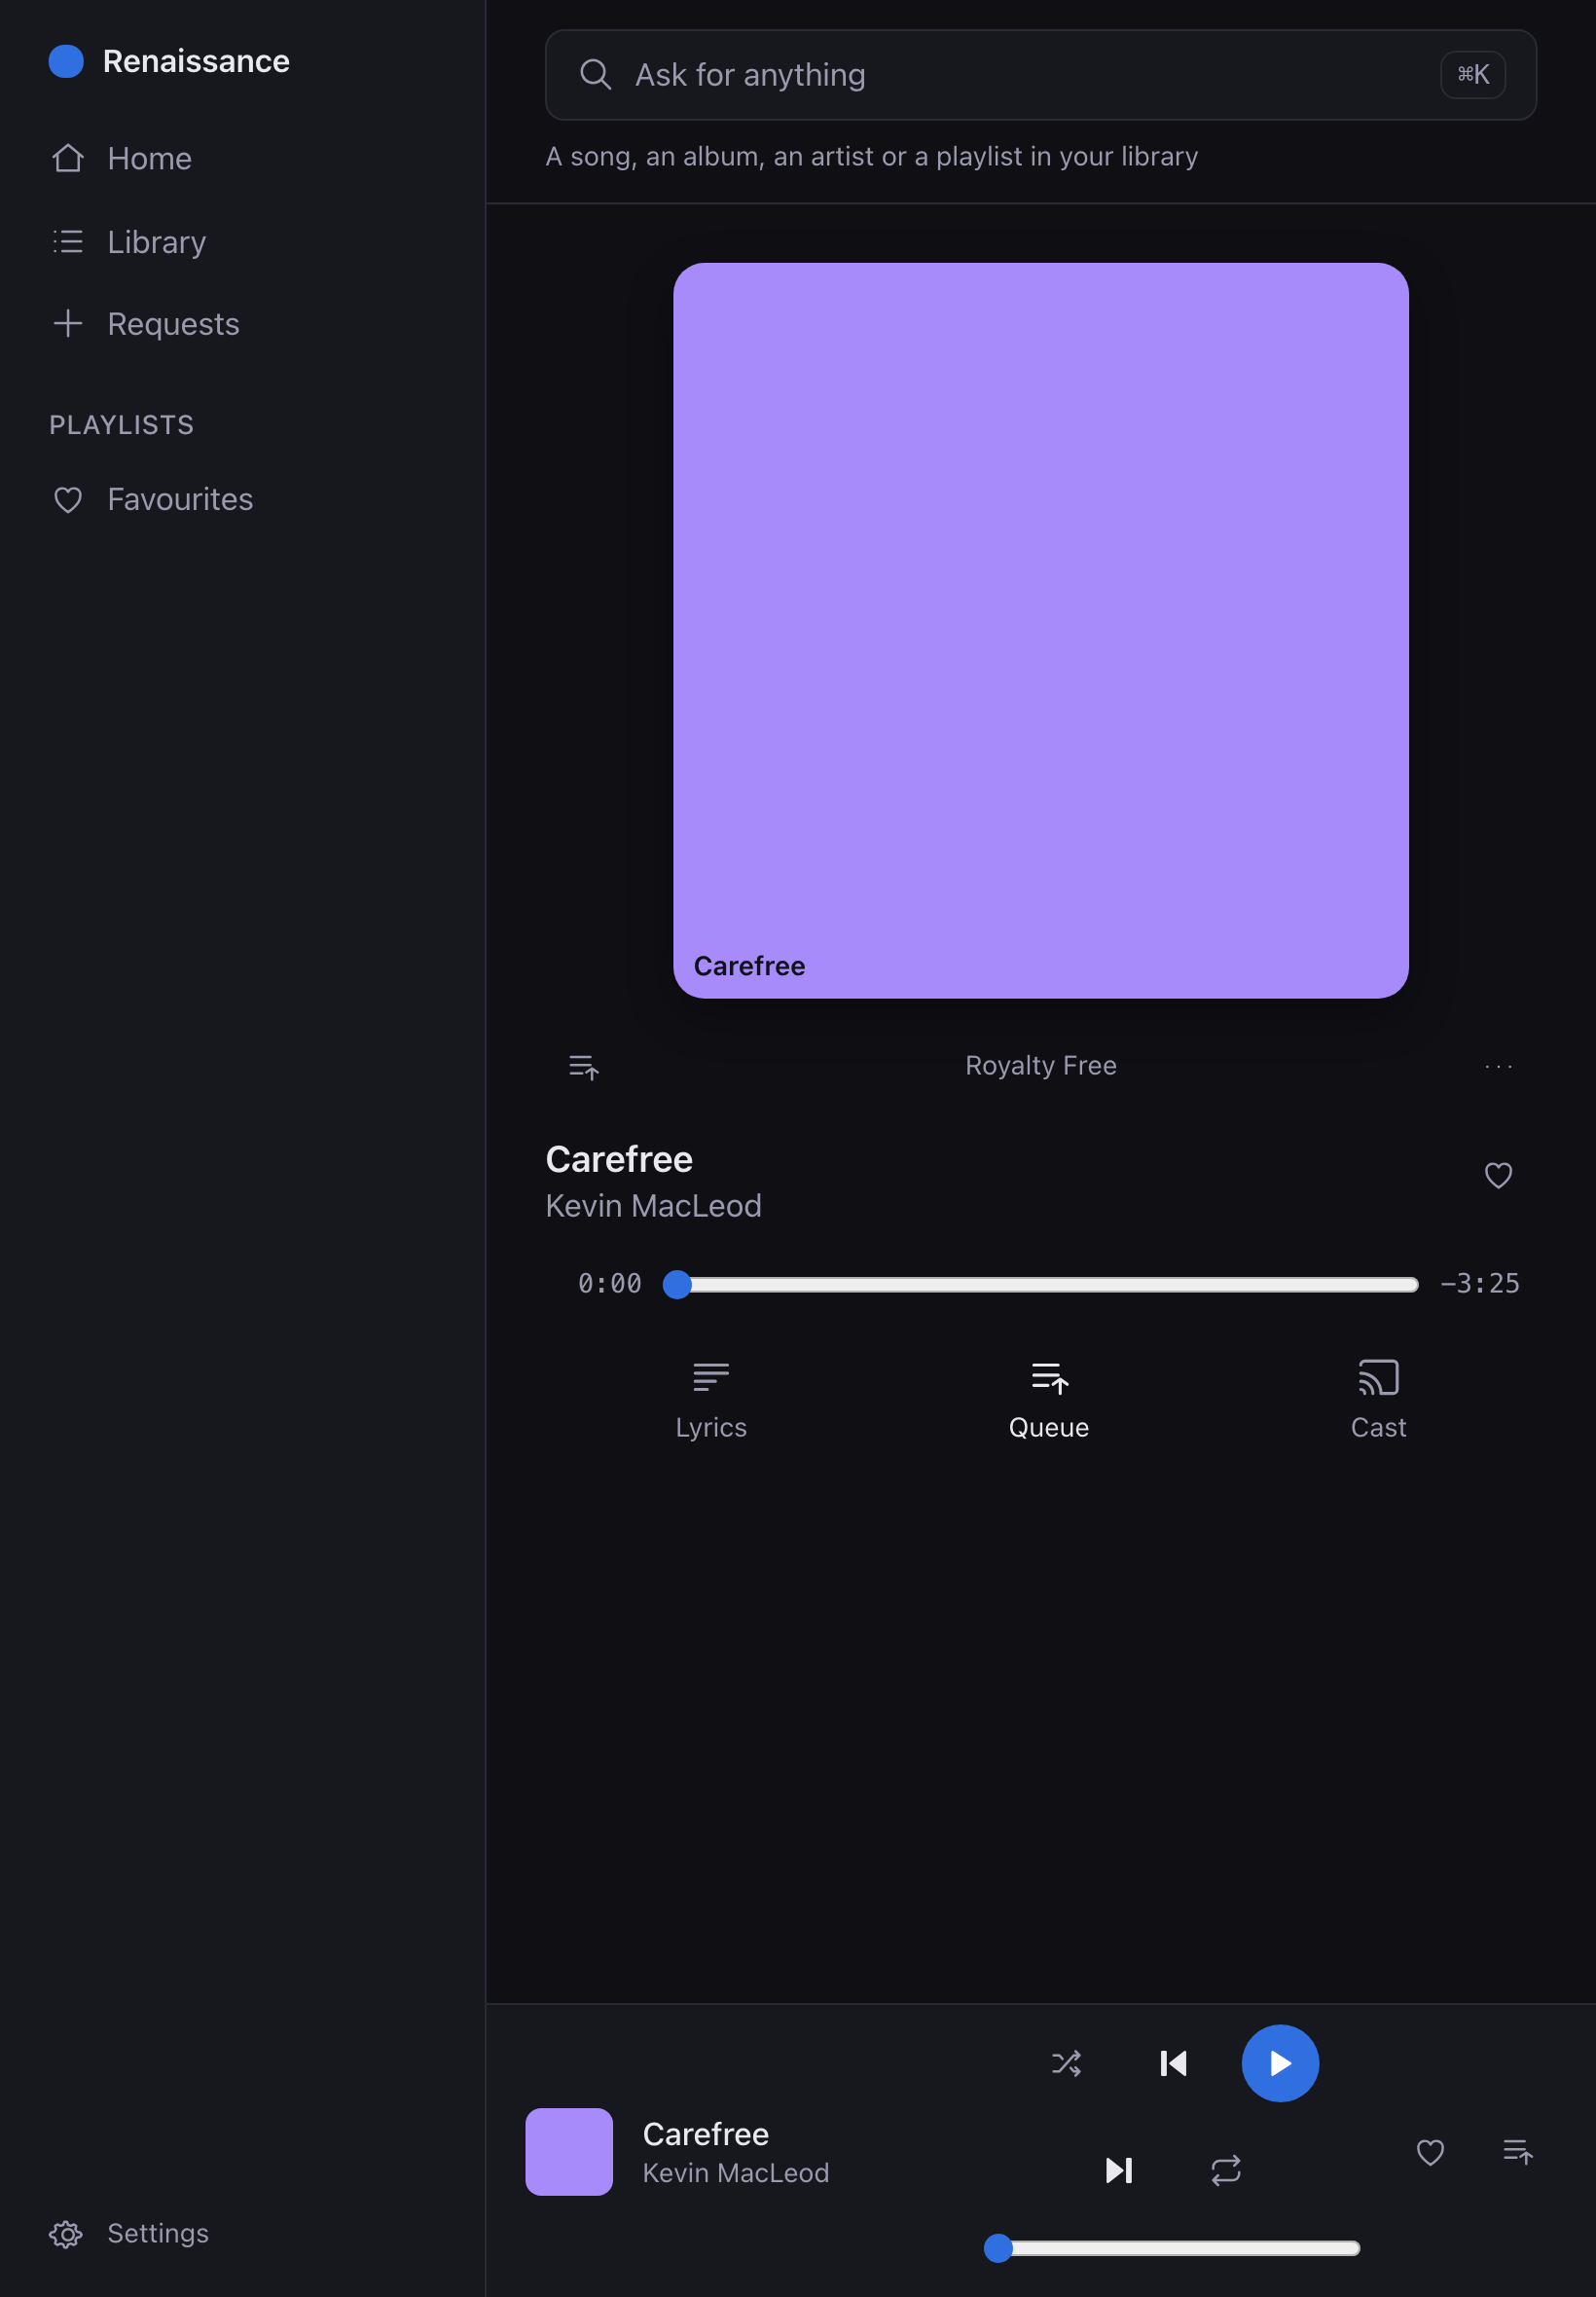 Renaissance
Home
Library
Requests
PLAYLISTS
Favourites
Settings
Ask for anything
⌘K
A song, an album, an artist or a playlist in your library
Carefree
Royalty Free
Carefree
Kevin MacLeod
0:00
−3:25
Lyrics
Queue
Cast
Carefree
Kevin MacLeod